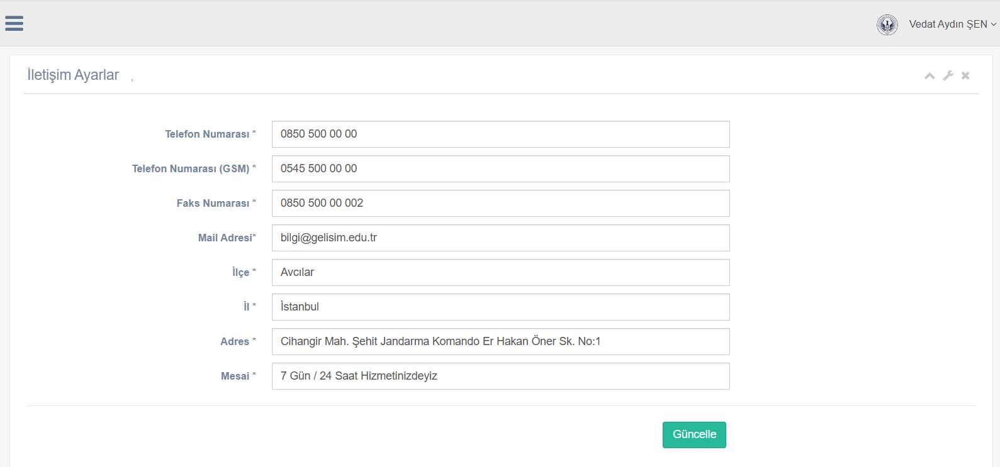 Vedat Aydın ŞEN
İletişim Ayarlar ,
Telefon Numarası * 0850 500 00 00
Telefon Numarası (GSM) * 0545 500 00 00
Faks Numarası * 0850 500 00 002
Mail Adresi* bilgi@gelisim.edu.tr
İlçe * Avcılar
İl * İstanbul
Adres * Cihangir Mah. Şehit Jandarma Komando Er Hakan Öner Sk. No:1
Mesai * 7 Gün / 24 Saat Hizmetinizdeyiz
Güncelle